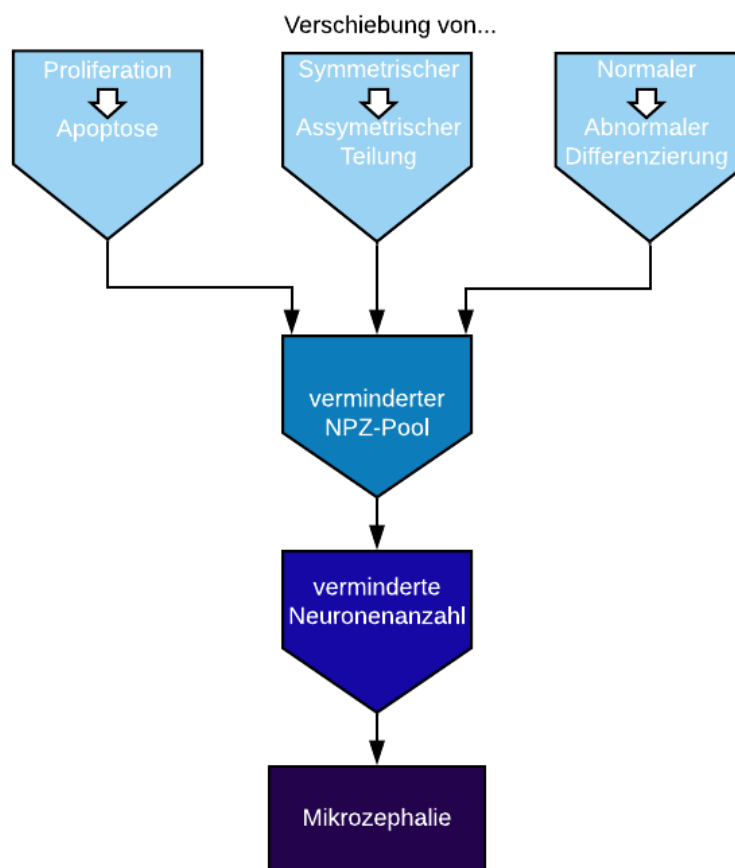 Verschiebung von...
Proliferation
Apoptose
Symmetrischer
Assymetrischer
Teilung
Normaler
Abnormaler
Differenzierung
verminderter
NPZ-Pool
verminderte
Neuronenanzahl
Mikrozephalie